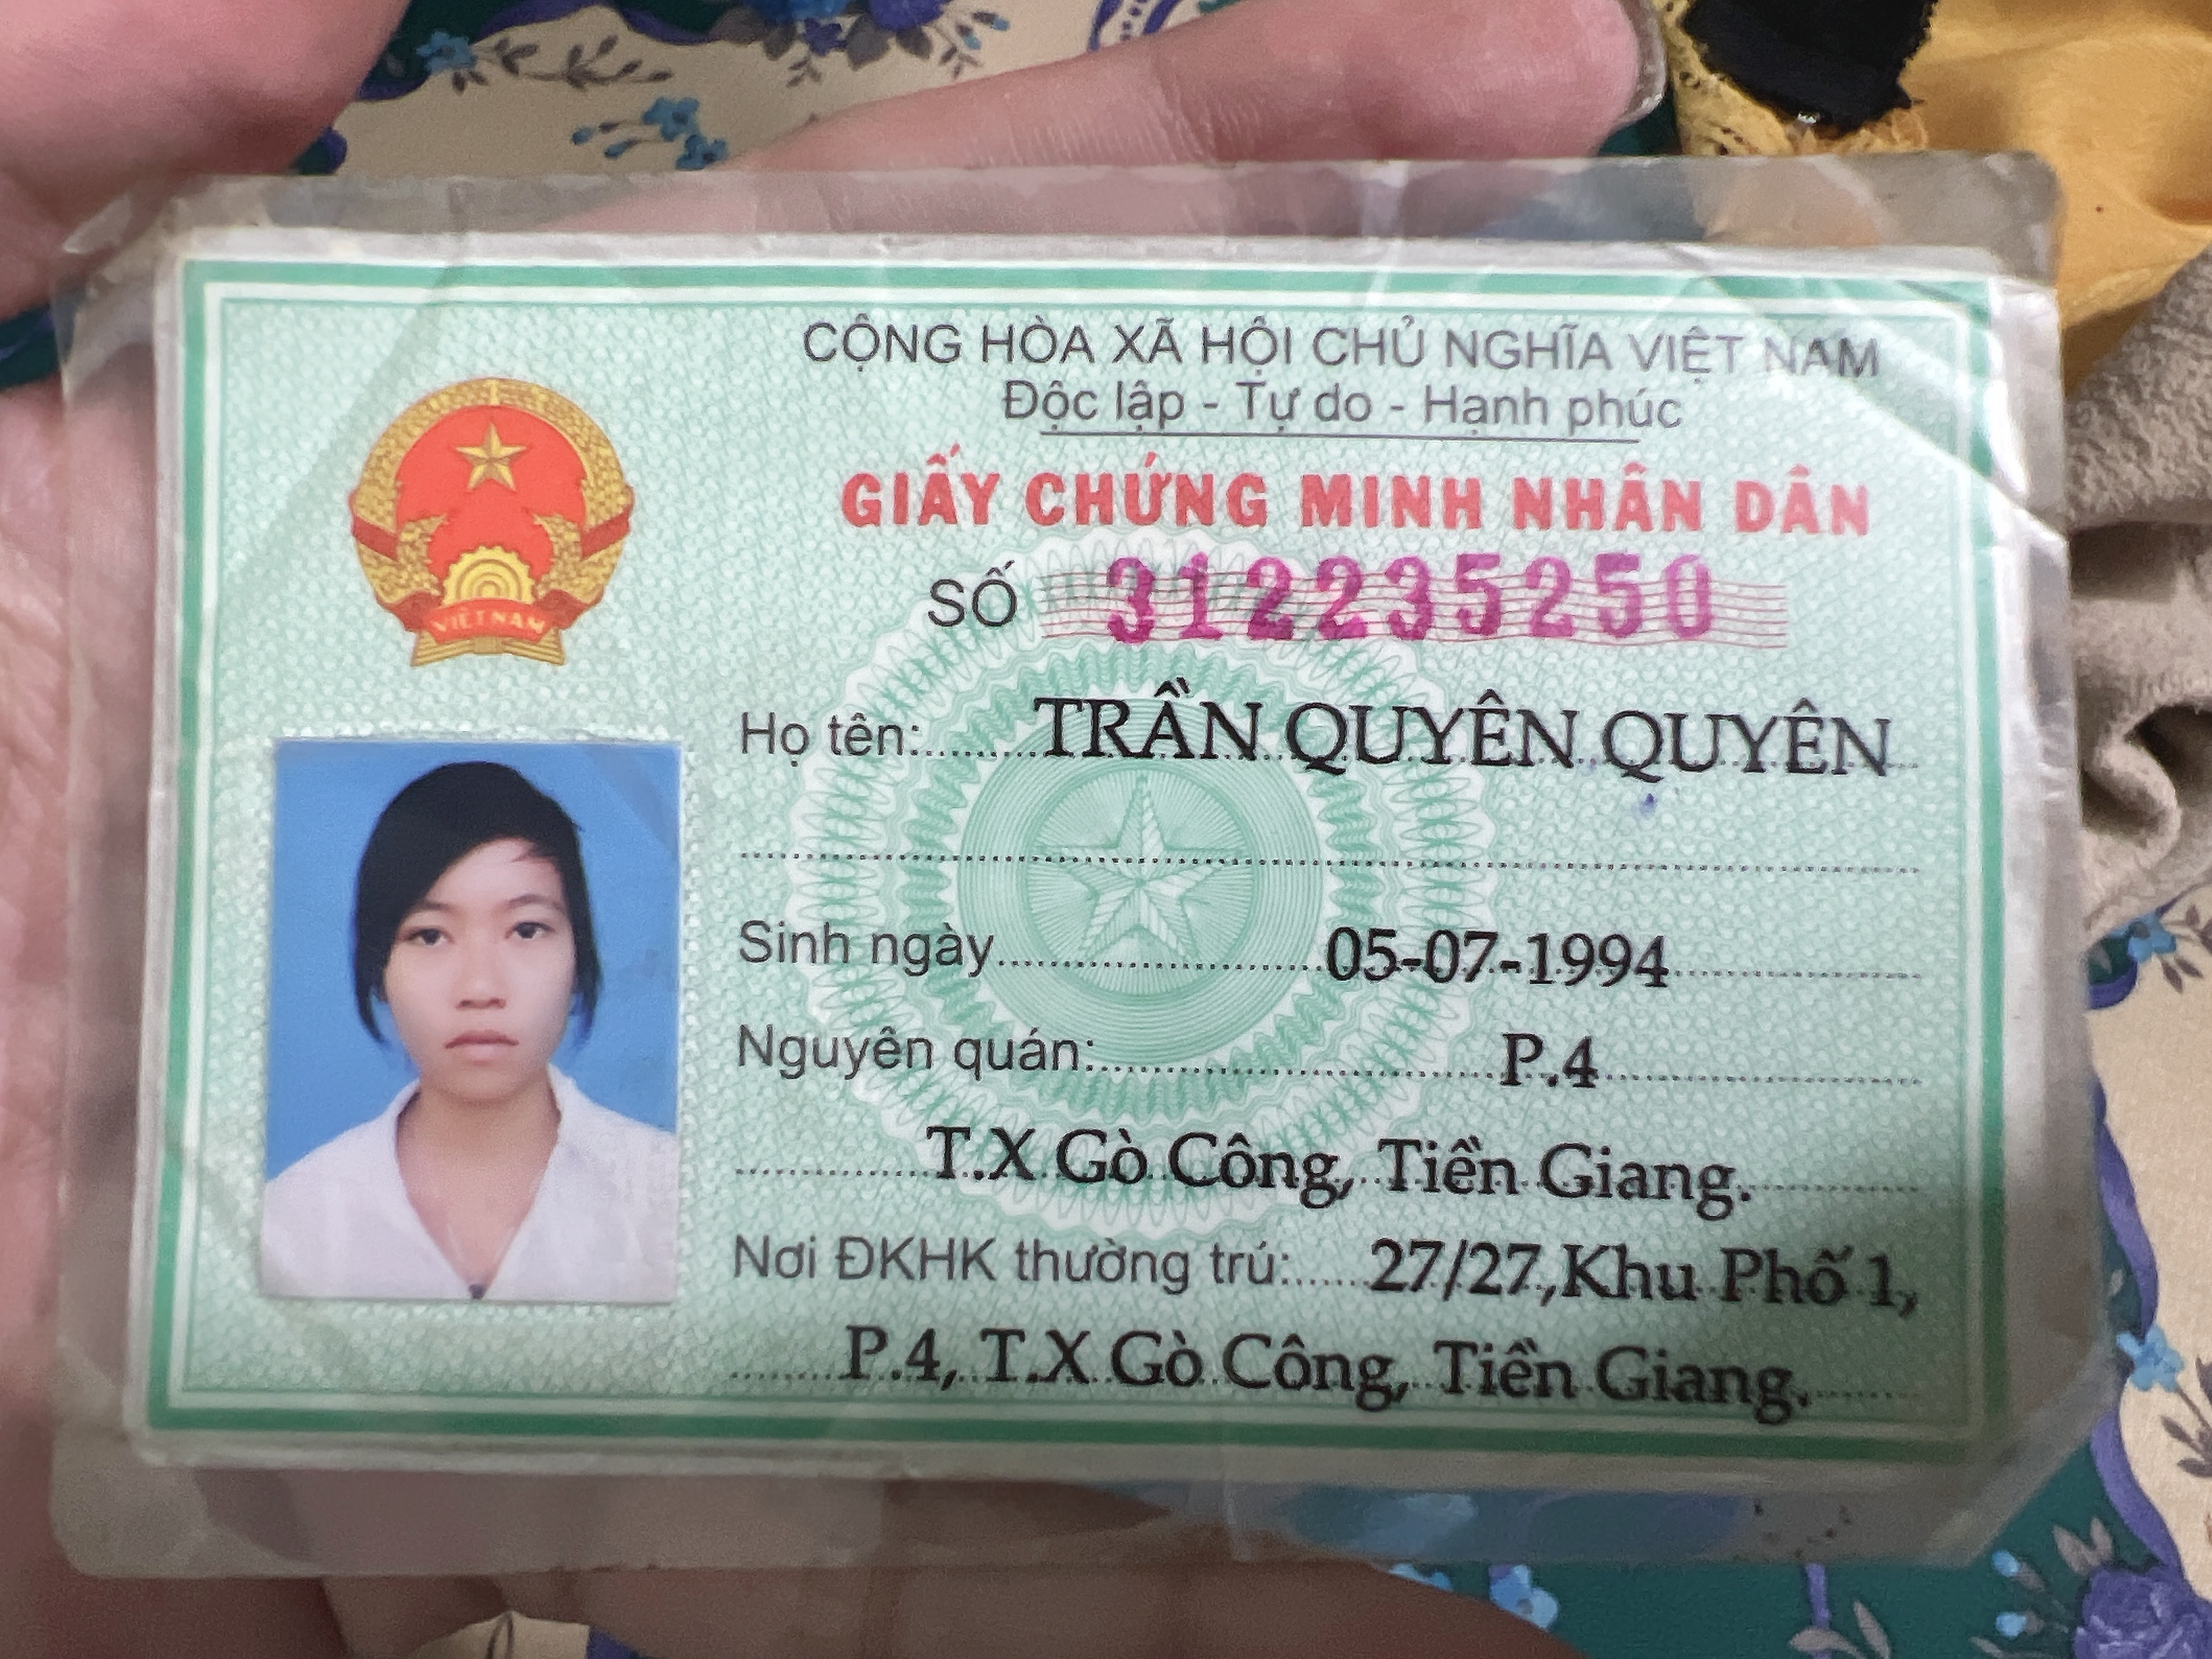 CỘNG HÒA XÃ HỘI CHỦ NGHĨA VIỆT NAM
Độc lập - Tự do - Hạnh phúc
GIẤY CHỨNG MINH NHÂN DÂN
SỐ 312235250
VIỆT NAM
Họ tên: TRẦN QUYÊN QUYÊN
Sinh ngày 05-07-1994
Nguyên quán: P.4
T.X Gò Công, Tiền Giang.
Nơi ĐKHK thường trú: 27/27,Khu Phố 1,
P.4, T.X Gò Công, Tiền Giang.